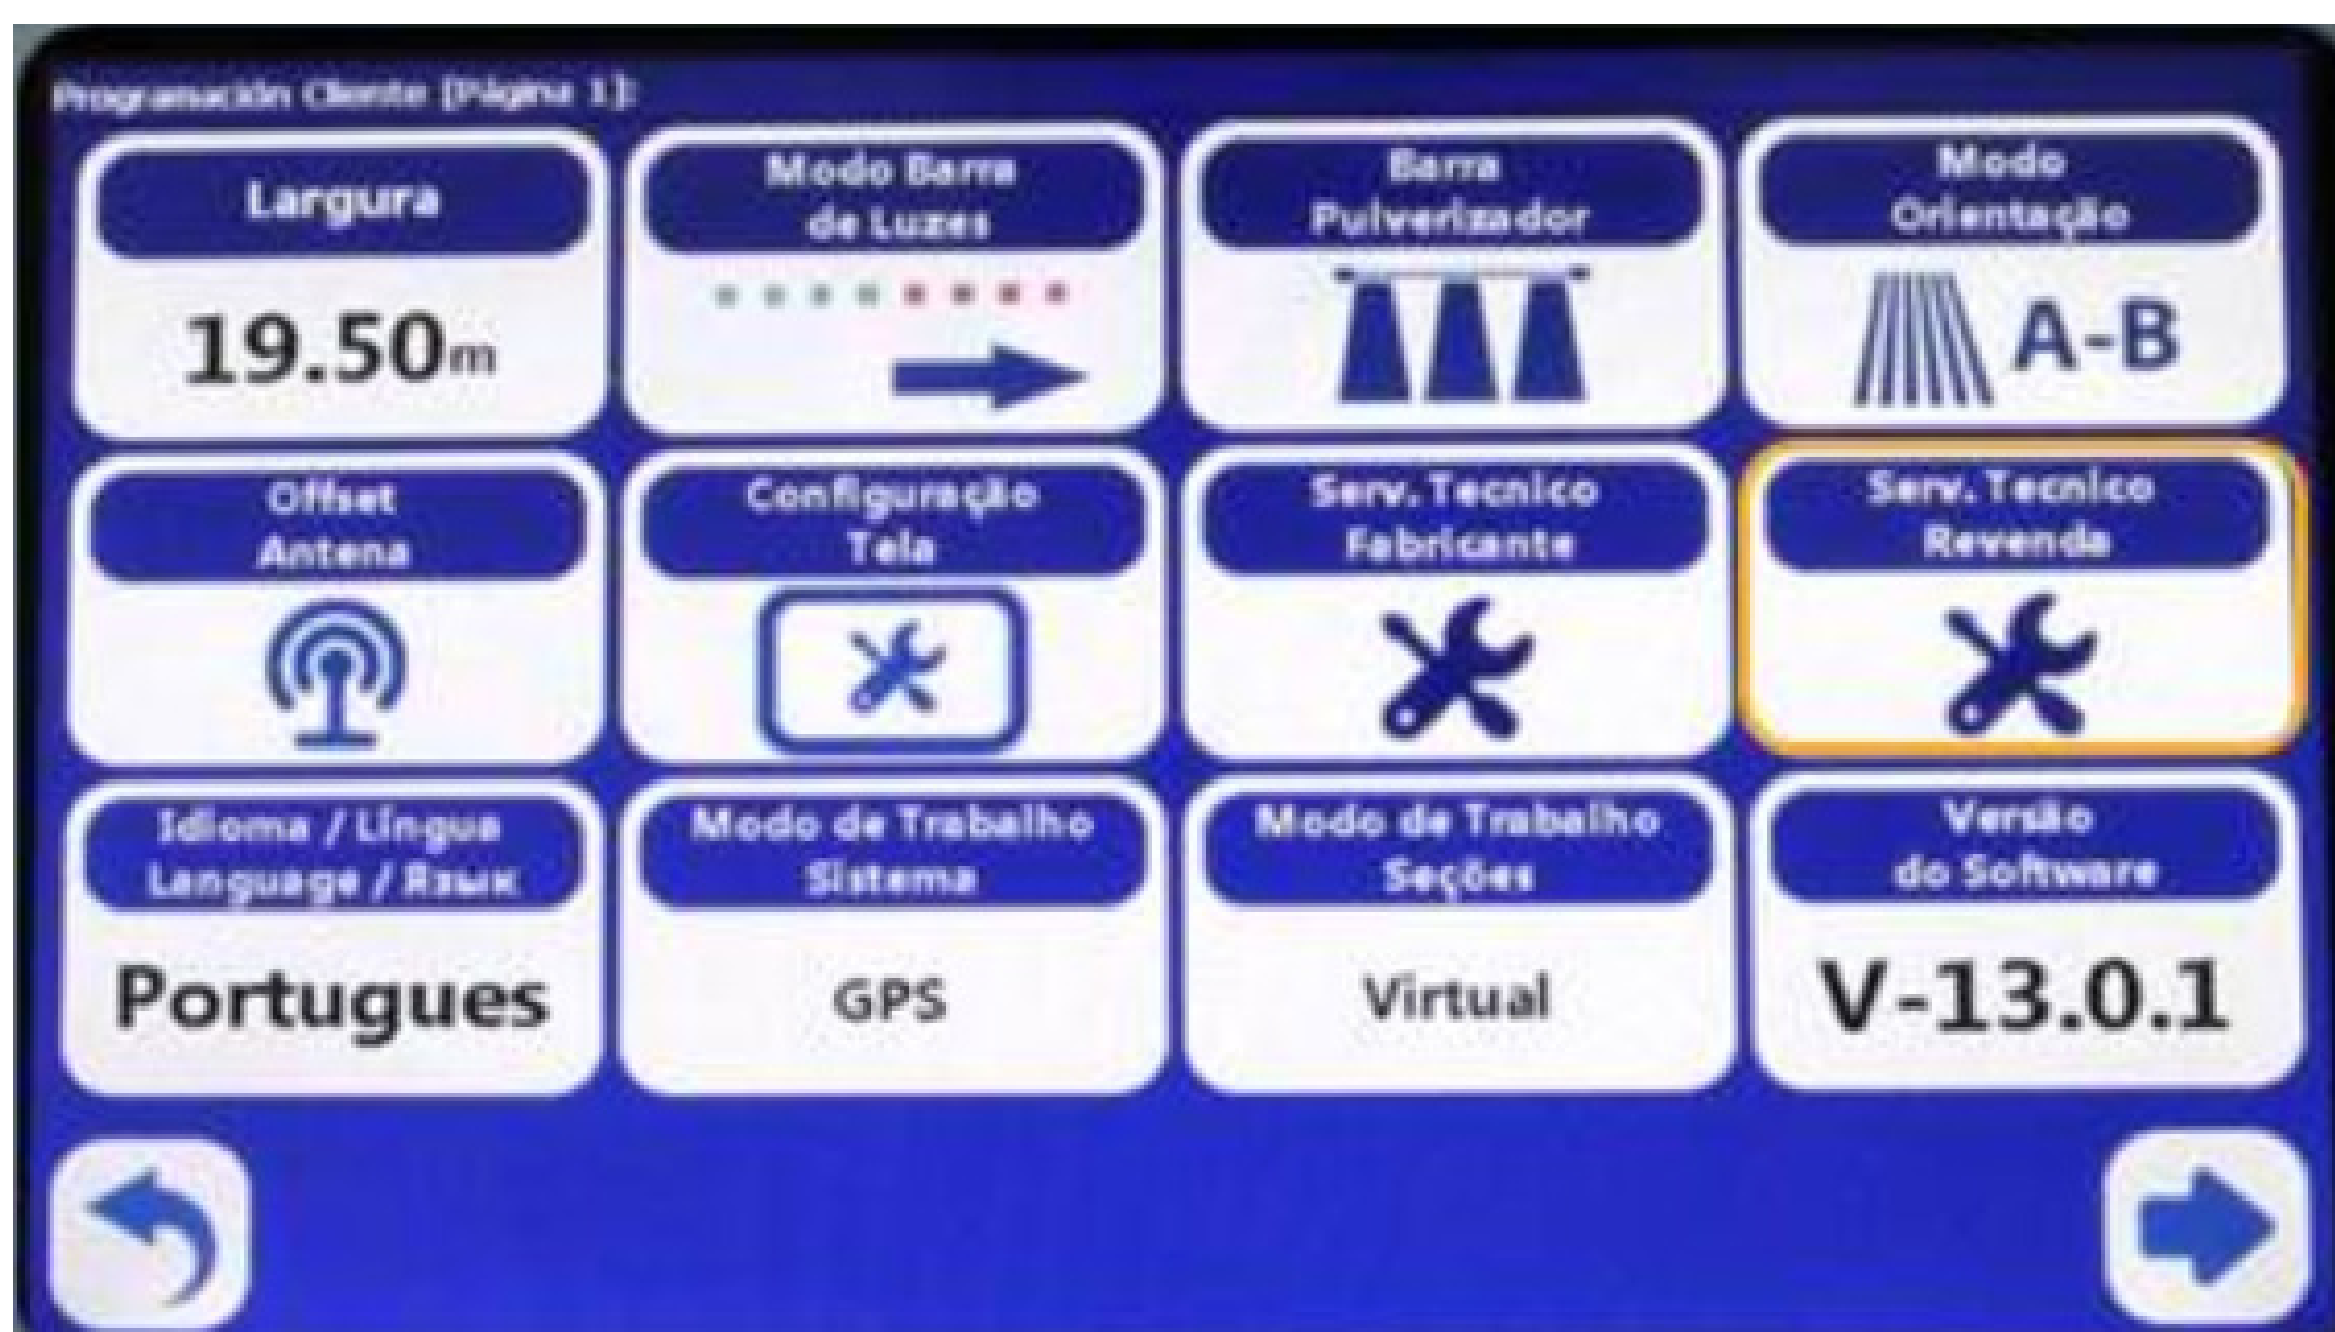 Programación Cliente [Página 1]:
Largura
19.50m
Modo Barra
de Luzes
Barra
Pulverizador
Modo
Orientação
A-B
Offset
Antena
Configuração
Tela
Serv. Tecnico
Fabricante
Serv. Tecnico
Revenda
Idioma / Língua
Language / Язык
Portugues
Modo de Trabalho
Sistema
GPS
Modo de Trabalho
Seções
Virtual
Versão
do Software
V-13.0.1